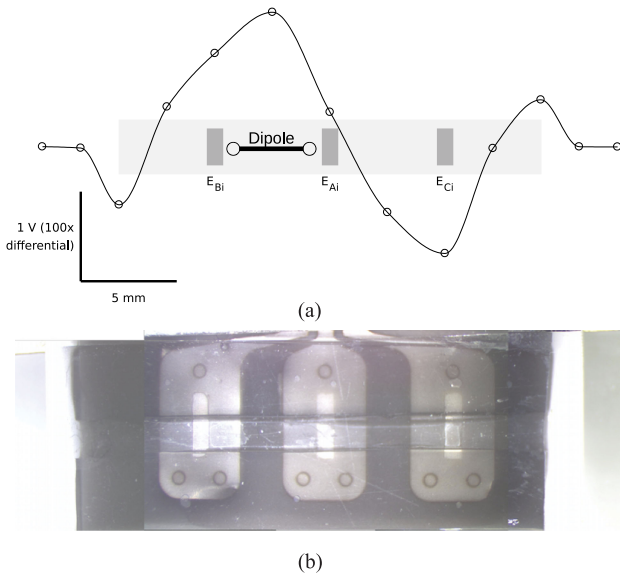 Dipole
E_Bi E_Ai E_Ci
1 V (100x
differential)
5 mm
(a)
(b)